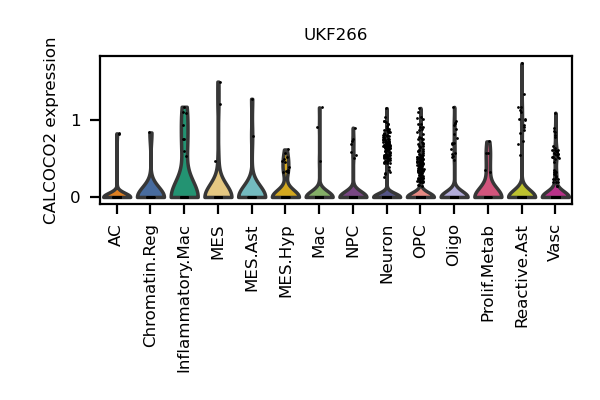 UKF266
CALCOCO2 expression
1
0
AC
Chromatin.Reg
Inflammatory.Mac
MES
MES.Ast
MES.Hyp
Mac
NPC
Neuron
OPC
Oligo
Prolif.Metab
Reactive.Ast
Vasc